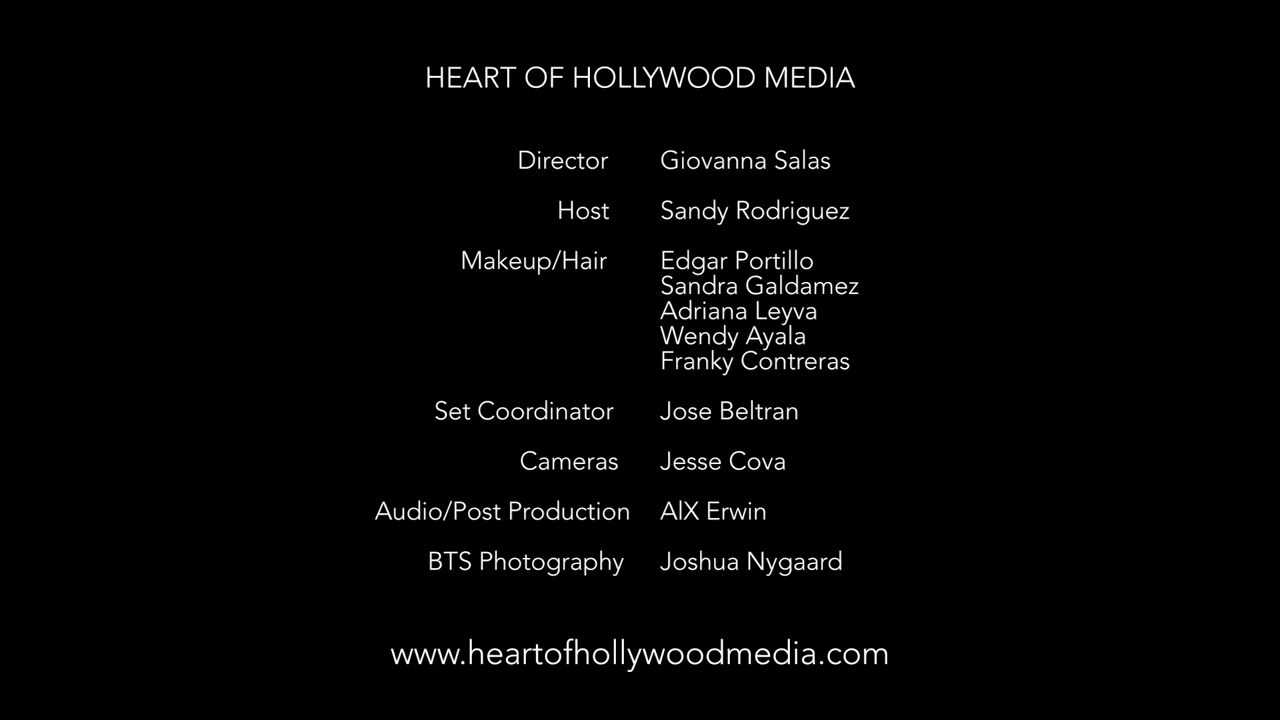 HEART OF HOLLYWOOD MEDIA
Director Giovanna Salas
Host Sandy Rodriguez
Makeup/Hair Edgar Portillo
Sandra Galdamez
Adriana Leyva
Wendy Ayala
Franky Contreras
Set Coordinator Jose Beltran
Cameras Jesse Cova
Audio/Post Production AlX Erwin
BTS Photography Joshua Nygaard
www.heartofhollywoodmedia.com